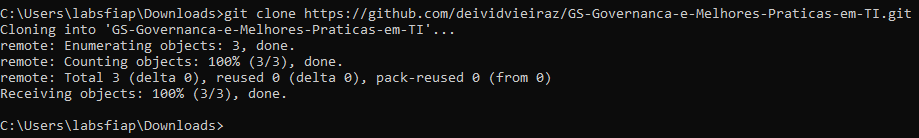 C:\Users\labsfiap\Downloads>git clone https://github.com/deividvieiraz/GS-Governanca-e-Melhores-Praticas-em-TI.git
Cloning into 'GS-Governanca-e-Melhores-Praticas-em-TI'...
remote: Enumerating objects: 3, done.
remote: Counting objects: 100% (3/3), done.
remote: Total 3 (delta 0), reused 0 (delta 0), pack-reused 0 (from 0)
Receiving objects: 100% (3/3), done.
C:\Users\labsfiap\Downloads>